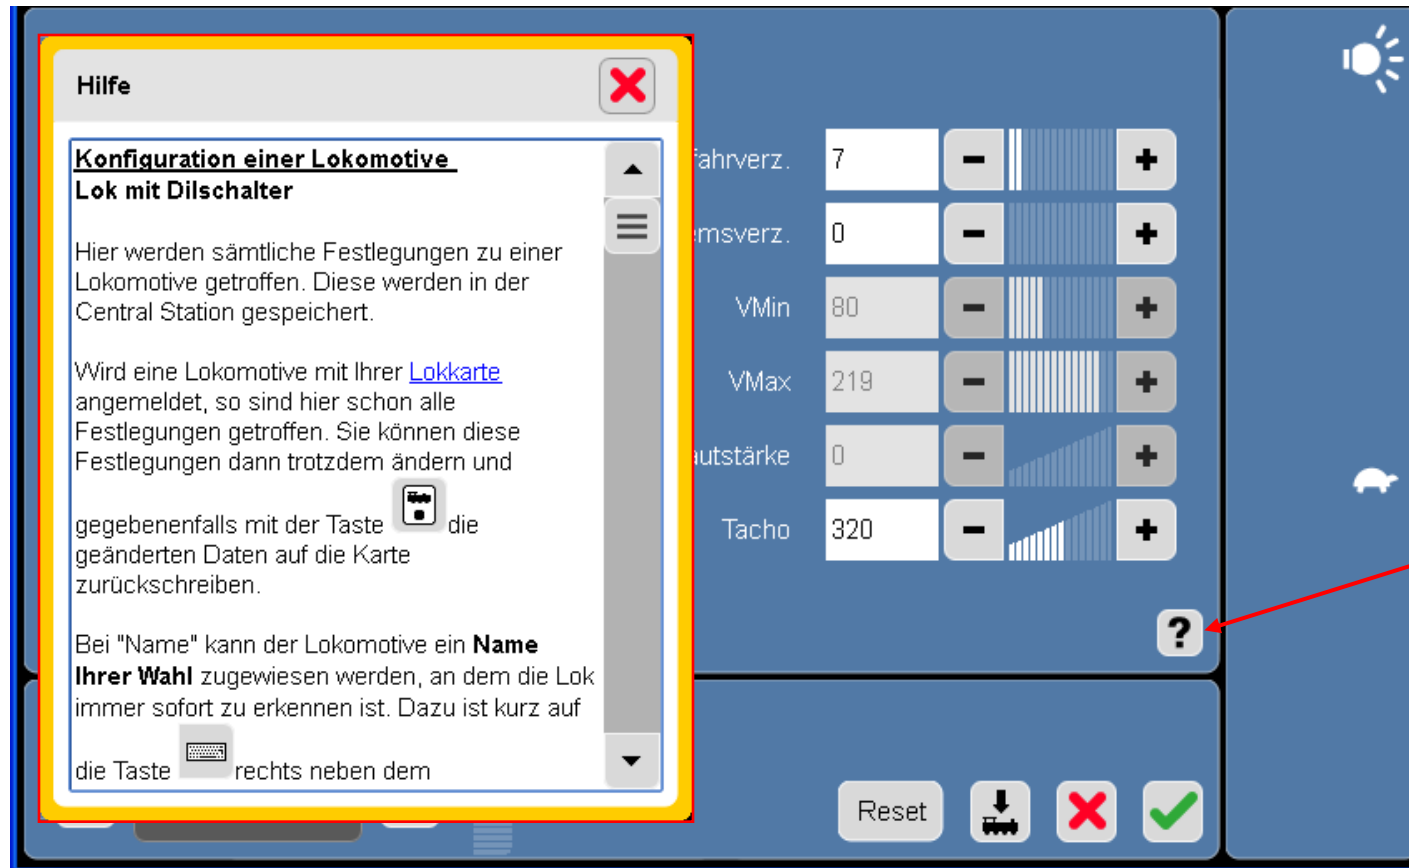 Hilfe
Konfiguration einer Lokomotive
Lok mit Dilschalter
Hier werden sämtliche Festlegungen zu einer
Lokomotive getroffen. Diese werden in der
Central Station gespeichert.
Wird eine Lokomotive mit Ihrer Lokkarte
angemeldet, so sind hier schon alle
Festlegungen getroffen. Sie können diese
Festlegungen dann trotzdem ändern und
gegebenenfalls mit der Taste die
geänderten Daten auf die Karte
zurückschreiben.
Bei "Name" kann der Lokomotive ein Name
Ihrer Wahl zugewiesen werden, an dem die Lok
immer sofort zu erkennen ist. Dazu ist kurz auf
die Taste rechts neben dem
fahrverz. 7 - +
emsverz. 0 - +
VMin 80 - +
VMax 219 - +
autstärke 0 - +
Tacho 320 - +
?
Reset